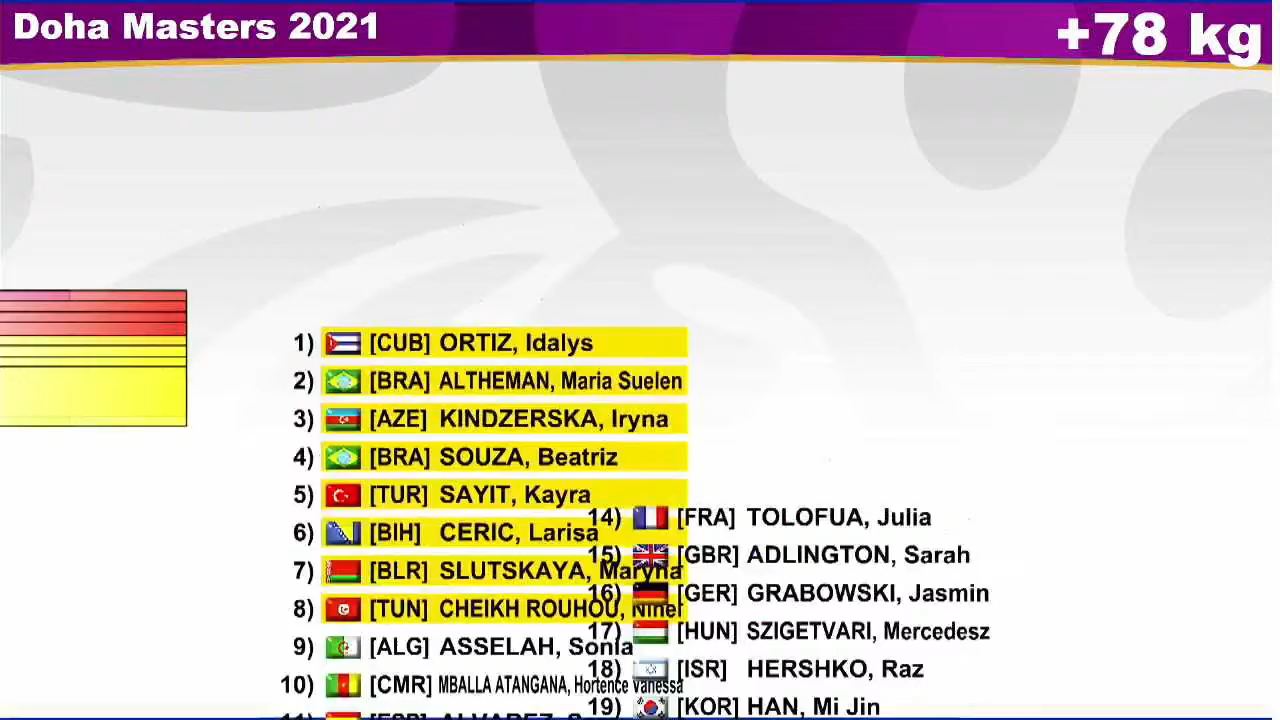 Doha Masters 2021
+78 kg
1) [CUB] ORTIZ, Idalys
2) [BRA] ALTHEMAN, Maria Suelen
3) [AZE] KINDZERSKA, Iryna
4) [BRA] SOUZA, Beatriz
5) [TUR] SAYIT, Kayra
6) [BIH] CERIC, Larisa
7) [BLR] SLUTSKAYA, Maryna
8) [TUN] CHEIKH ROUHOU, Nihel
9) [ALG] ASSELAH, Sonia
10) [CMR] MBALLA ATANGANA, Hortence Vanessa
11) [ESP] ALVAREZ, S
14) [FRA] TOLOFUA, Julia
15) [GBR] ADLINGTON, Sarah
16) [GER] GRABOWSKI, Jasmin
17) [HUN] SZIGETVARI, Mercedesz
18) [ISR] HERSHKO, Raz
19) [KOR] HAN, Mi Jin